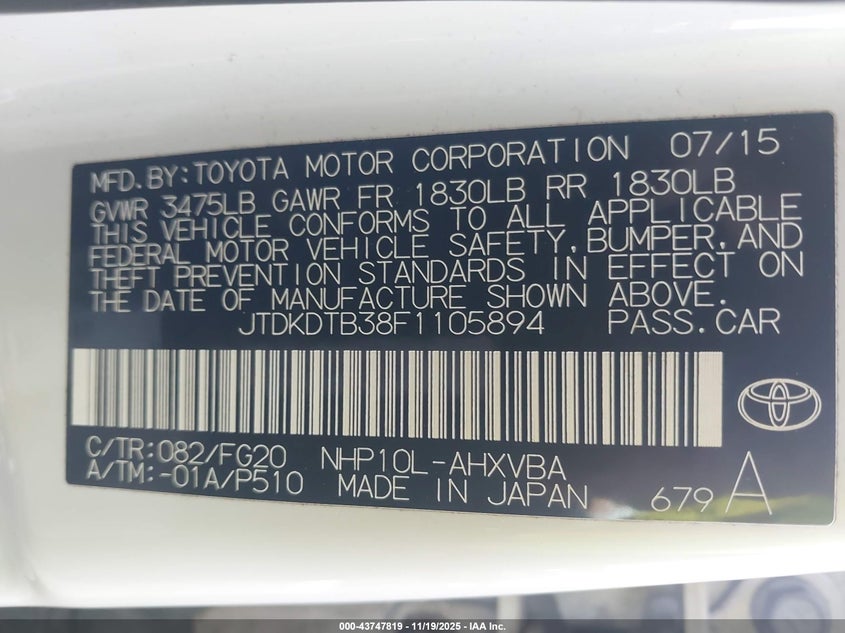 MFD.BY:TOYOTA MOTOR CORPORATION 07/15
GVWR 3475LB GAWR FR 1830LB RR 1830LB
THIS VEHICLE CONFORMS TO ALL APPLICABLE
FEDERAL MOTOR VEHICLE SAFETY,BUMPER,AND
THEFT PREVENTION STANDARDS IN EFFECT ON
THE DATE OF MANUFACTURE SHOWN ABOVE.
JTDKDTB38F1105894 PASS.CAR
C/TR:082/FG20 NHP10L-AHXVBA
A/TM:-01A/P510 MADE IN JAPAN 679 A
000-43747819 - 11/19/2025 - IAA Inc.